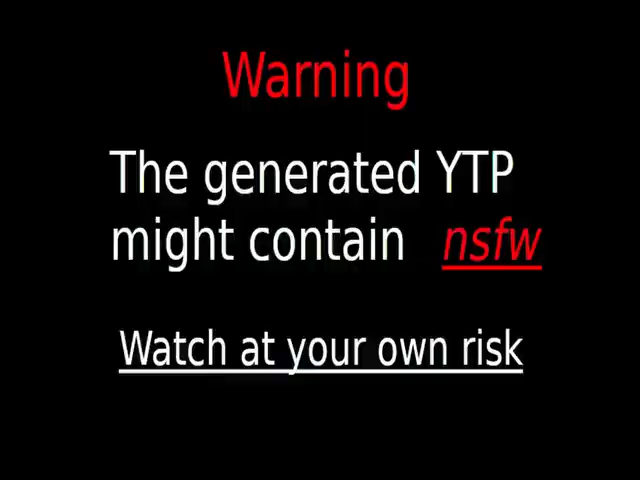 Warning
The generated YTP
might contain nsfw
Watch at your own risk